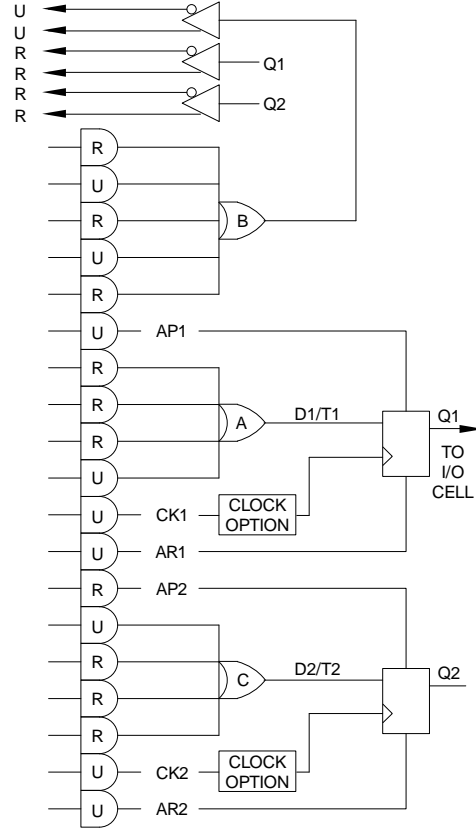 U
U
R
R Q1
R
R Q2
R
U
R B
U
R
U AP1
R
R A D1/T1 Q1
R TO
U I/O
U CK1 CLOCK CELL
OPTION
U AR1
R AP2
U
R C D2/T2 Q2
R
R
U CK2 CLOCK
OPTION
U AR2